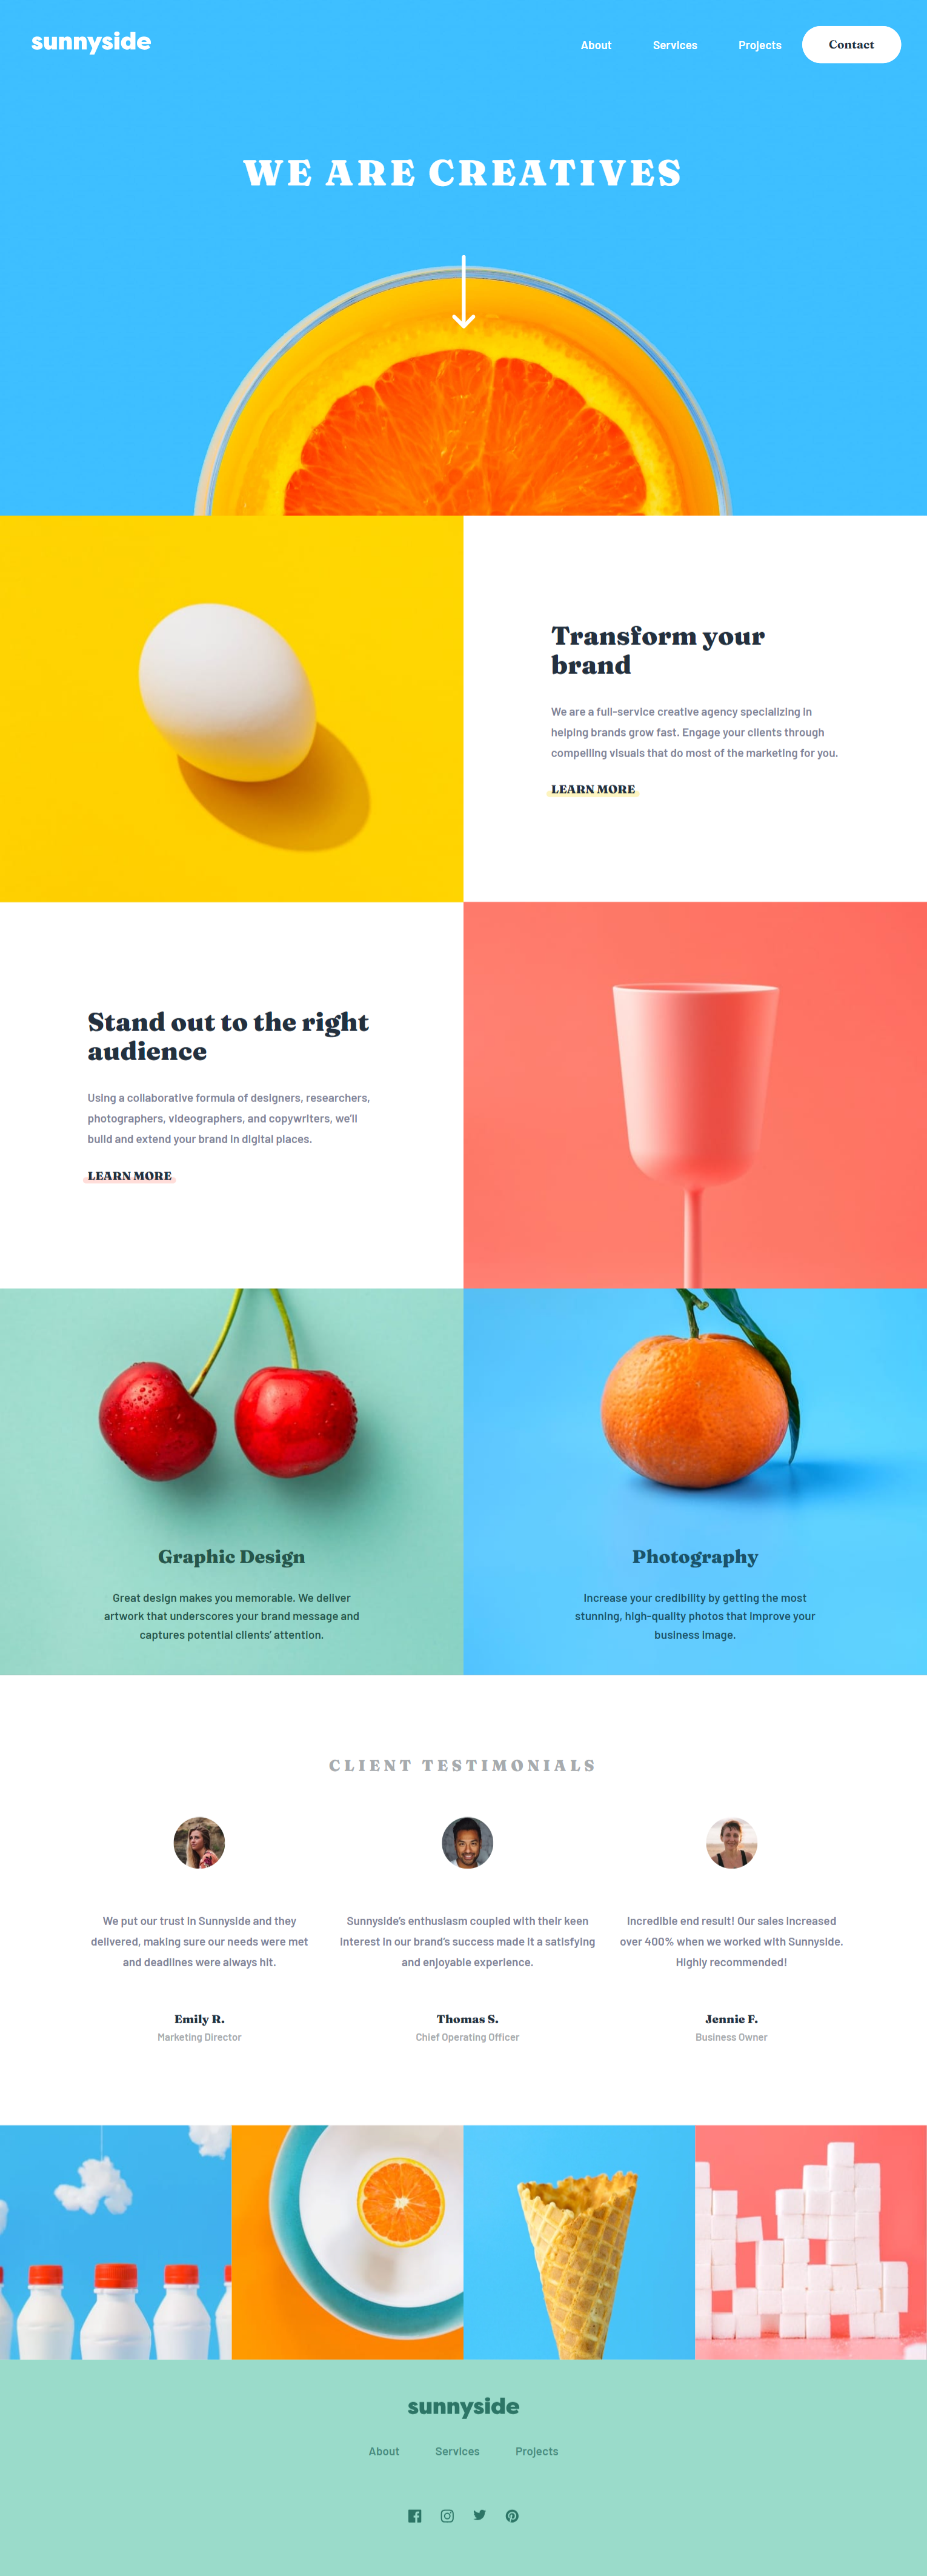 sunnyside
About Services Projects Contact
WE ARE CREATIVES
Transform your
brand
We are a full-service creative agency specializing in
helping brands grow fast. Engage your clients through
compelling visuals that do most of the marketing for you.
LEARN MORE
Stand out to the right
audience
Using a collaborative formula of designers, researchers,
photographers, videographers, and copywriters, we'll
build and extend your brand in digital places.
LEARN MORE
Graphic Design
Great design makes you memorable. We deliver
artwork that underscores your brand message and
captures potential clients' attention.
Photography
Increase your credibility by getting the most
stunning, high-quality photos that improve your
business image.
CLIENT TESTIMONIALS
We put our trust in Sunnyside and they
delivered, making sure our needs were met
and deadlines were always hit.
Emily R.
Marketing Director
Sunnyside's enthusiasm coupled with their keen
interest in our brand's success made it a satisfying
and enjoyable experience.
Thomas S.
Chief Operating Officer
Incredible end result! Our sales increased
over 400% when we worked with Sunnyside.
Highly recommended!
Jennie F.
Business Owner
sunnyside
About Services Projects